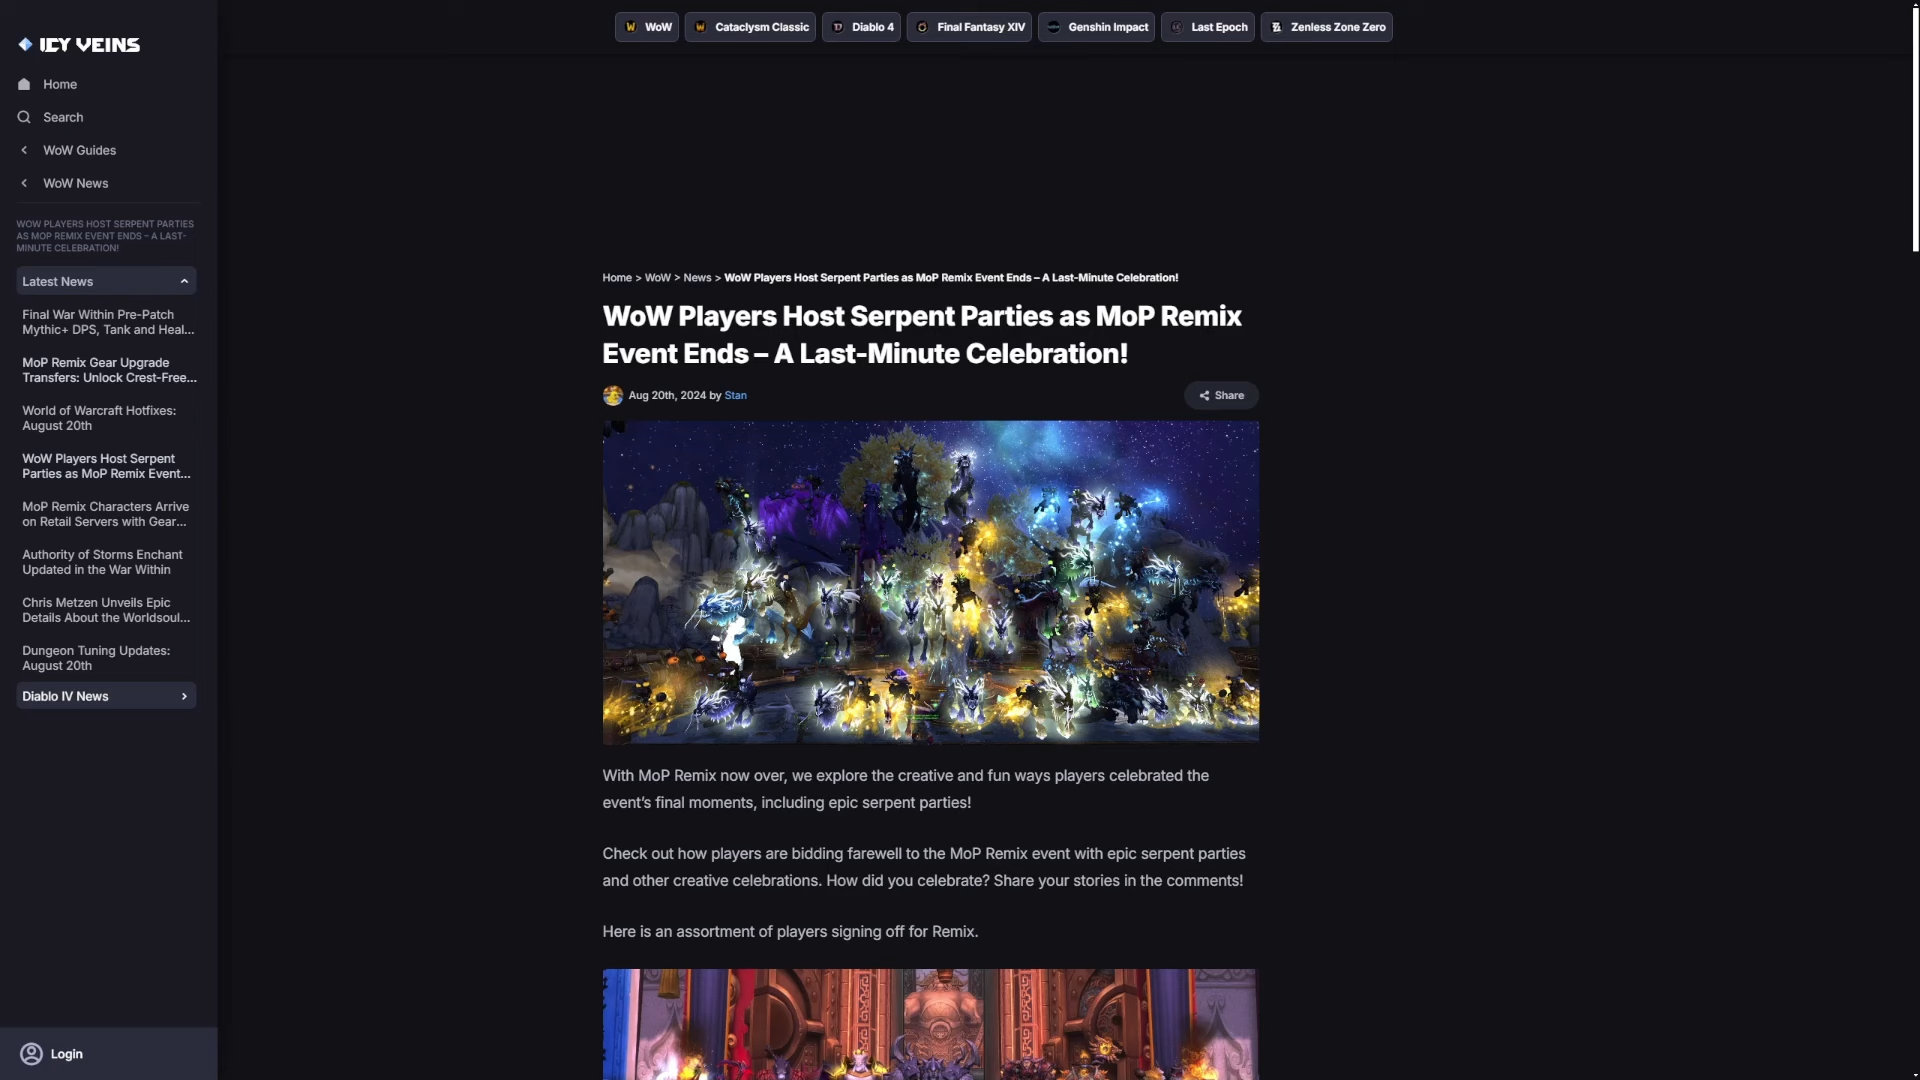 ICY VEINS
Home
Search
WoW Guides
WoW News
WOW PLAYERS HOST SERPENT PARTIES
AS MOP REMIX EVENT ENDS – A LAST-
MINUTE CELEBRATION!
Latest News
Final War Within Pre-Patch
Mythic+ DPS, Tank and Heal...
MoP Remix Gear Upgrade
Transfers: Unlock Crest-Free...
World of Warcraft Hotfixes:
August 20th
WoW Players Host Serpent
Parties as MoP Remix Event...
MoP Remix Characters Arrive
on Retail Servers with Gear...
Authority of Storms Enchant
Updated in the War Within
Chris Metzen Unveils Epic
Details About the Worldsoul...
Dungeon Tuning Updates:
August 20th
Diablo IV News
Login
WoW Cataclysm Classic Diablo 4 Final Fantasy XIV Genshin Impact Last Epoch Zenless Zone Zero
Home > WoW > News > WoW Players Host Serpent Parties as MoP Remix Event Ends – A Last-Minute Celebration!
WoW Players Host Serpent Parties as MoP Remix
Event Ends – A Last-Minute Celebration!
Aug 20th, 2024 by Stan
Share
With MoP Remix now over, we explore the creative and fun ways players celebrated the
event's final moments, including epic serpent parties!
Check out how players are bidding farewell to the MoP Remix event with epic serpent parties
and other creative celebrations. How did you celebrate? Share your stories in the comments!
Here is an assortment of players signing off for Remix.